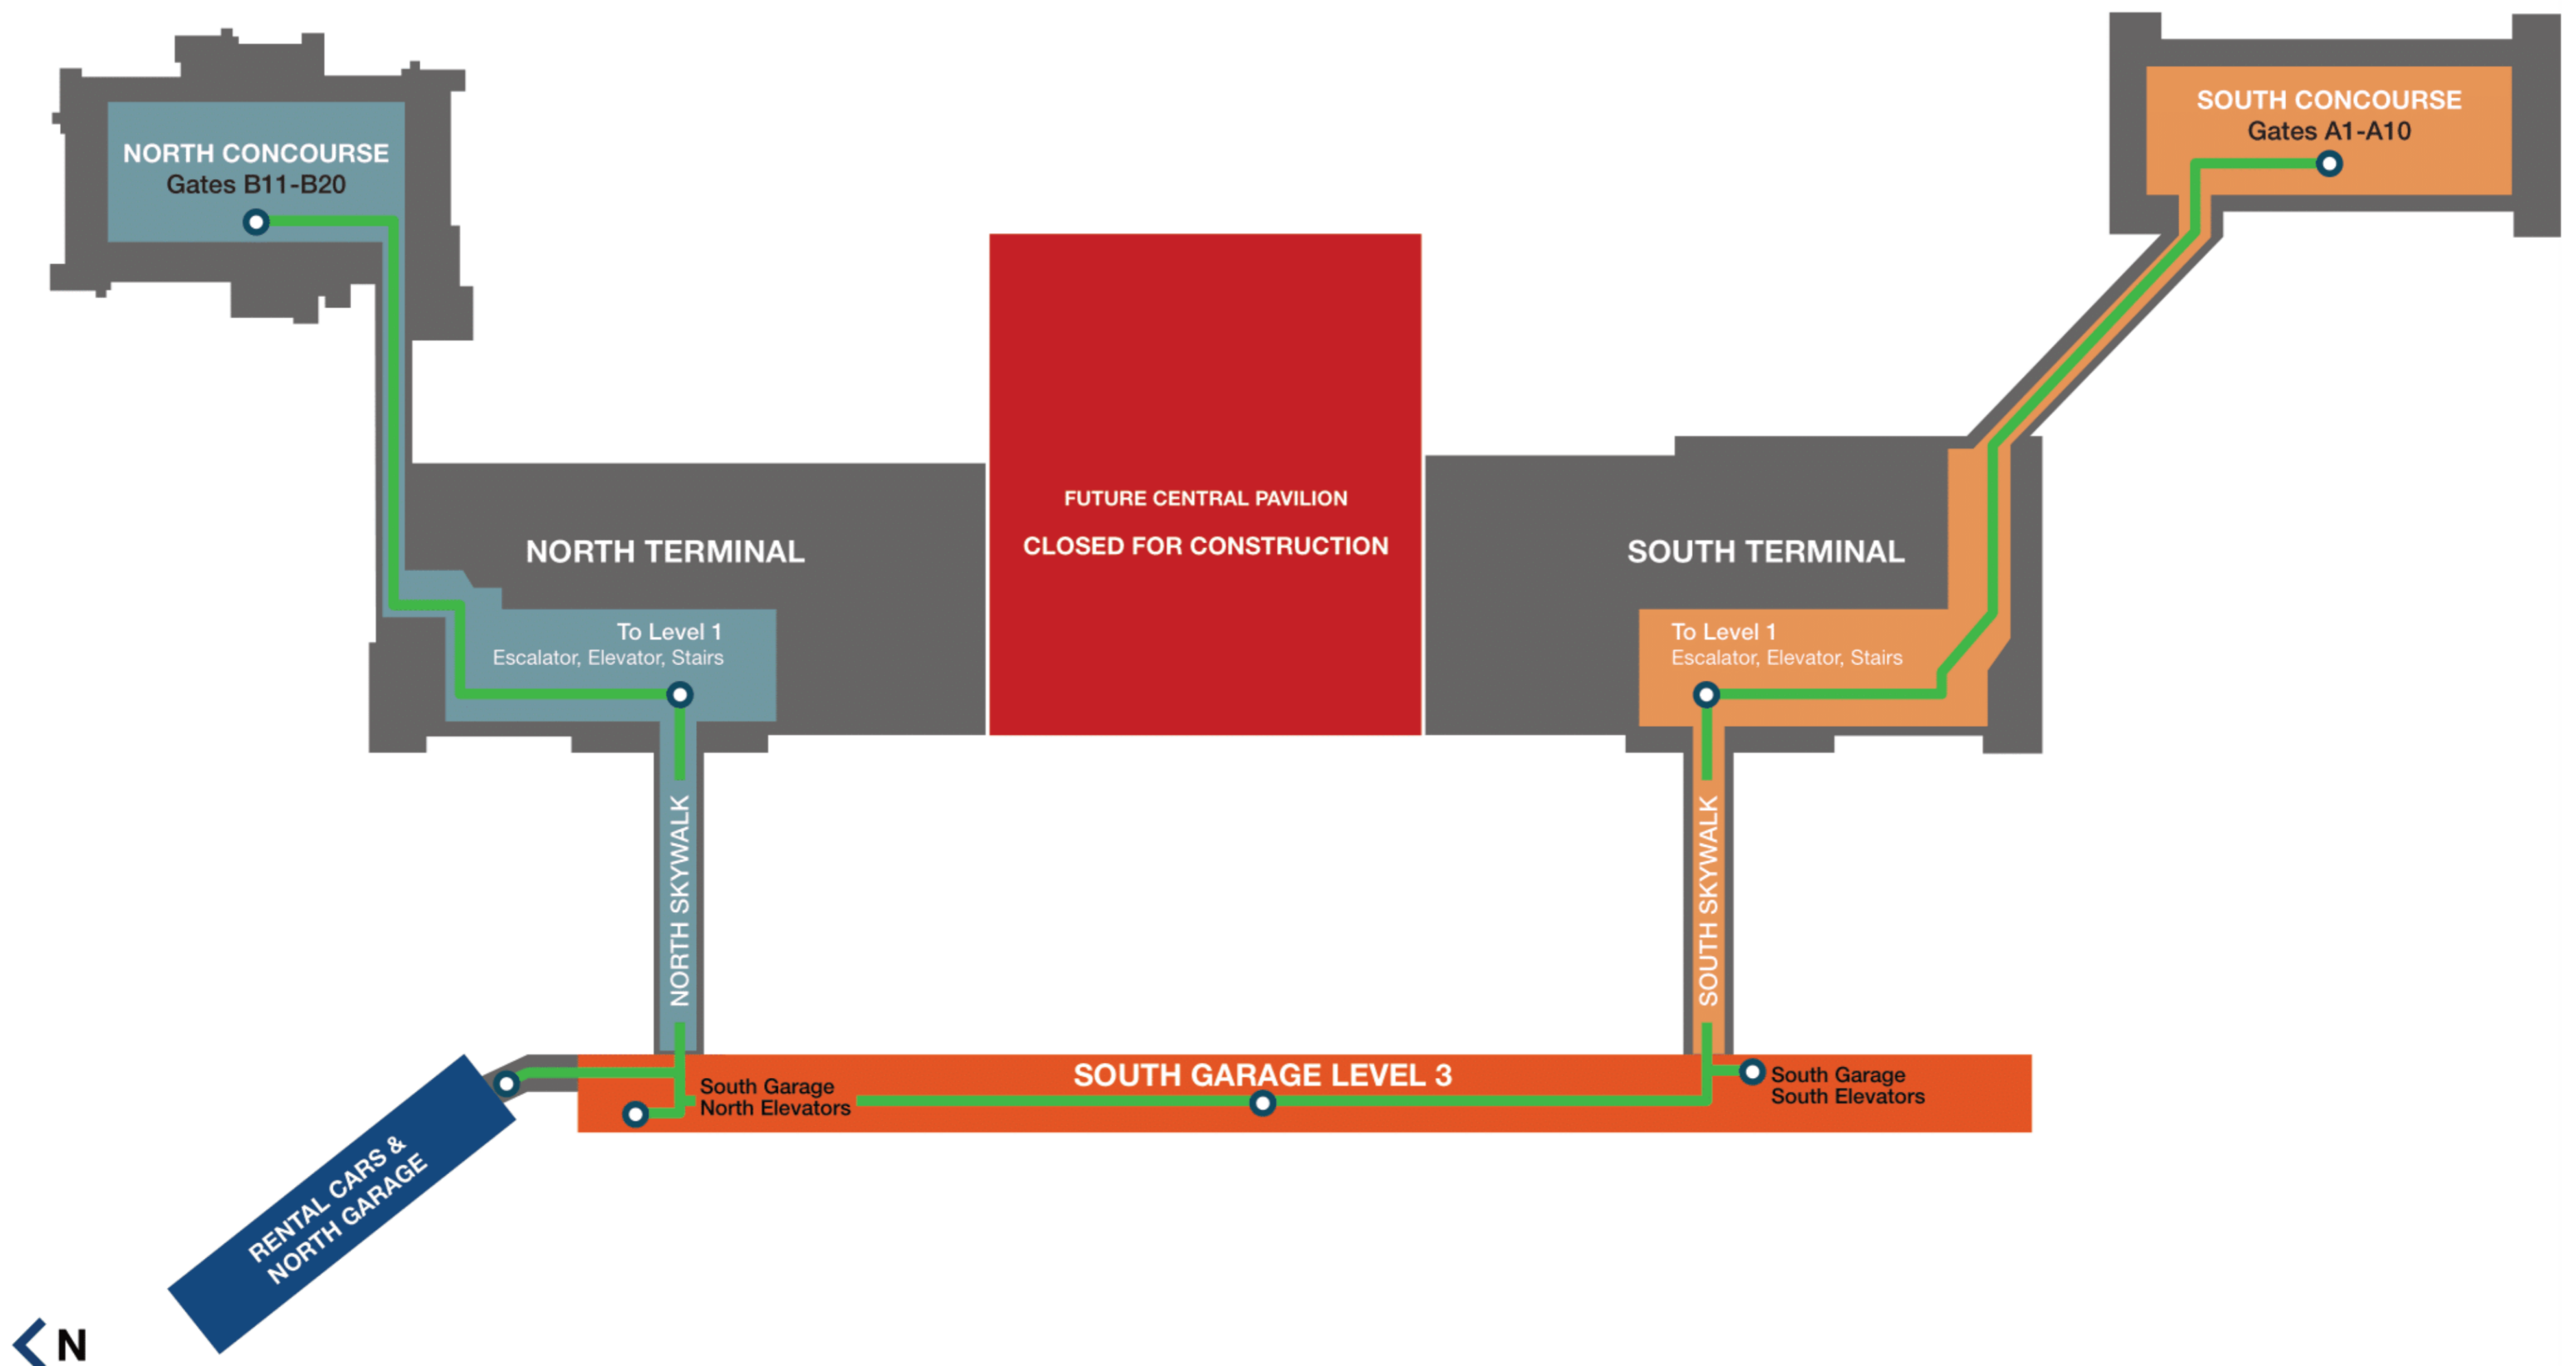 NORTH CONCOURSE
Gates B11-B20
SOUTH CONCOURSE
Gates A1-A10
FUTURE CENTRAL PAVILION
CLOSED FOR CONSTRUCTION
NORTH TERMINAL
SOUTH TERMINAL
To Level 1
Escalator, Elevator, Stairs
To Level 1
Escalator, Elevator, Stairs
NORTH SKYWALK
SOUTH SKYWALK
SOUTH GARAGE LEVEL 3
South Garage
North Elevators
South Garage
South Elevators
RENTAL CARS &
NORTH GARAGE
N